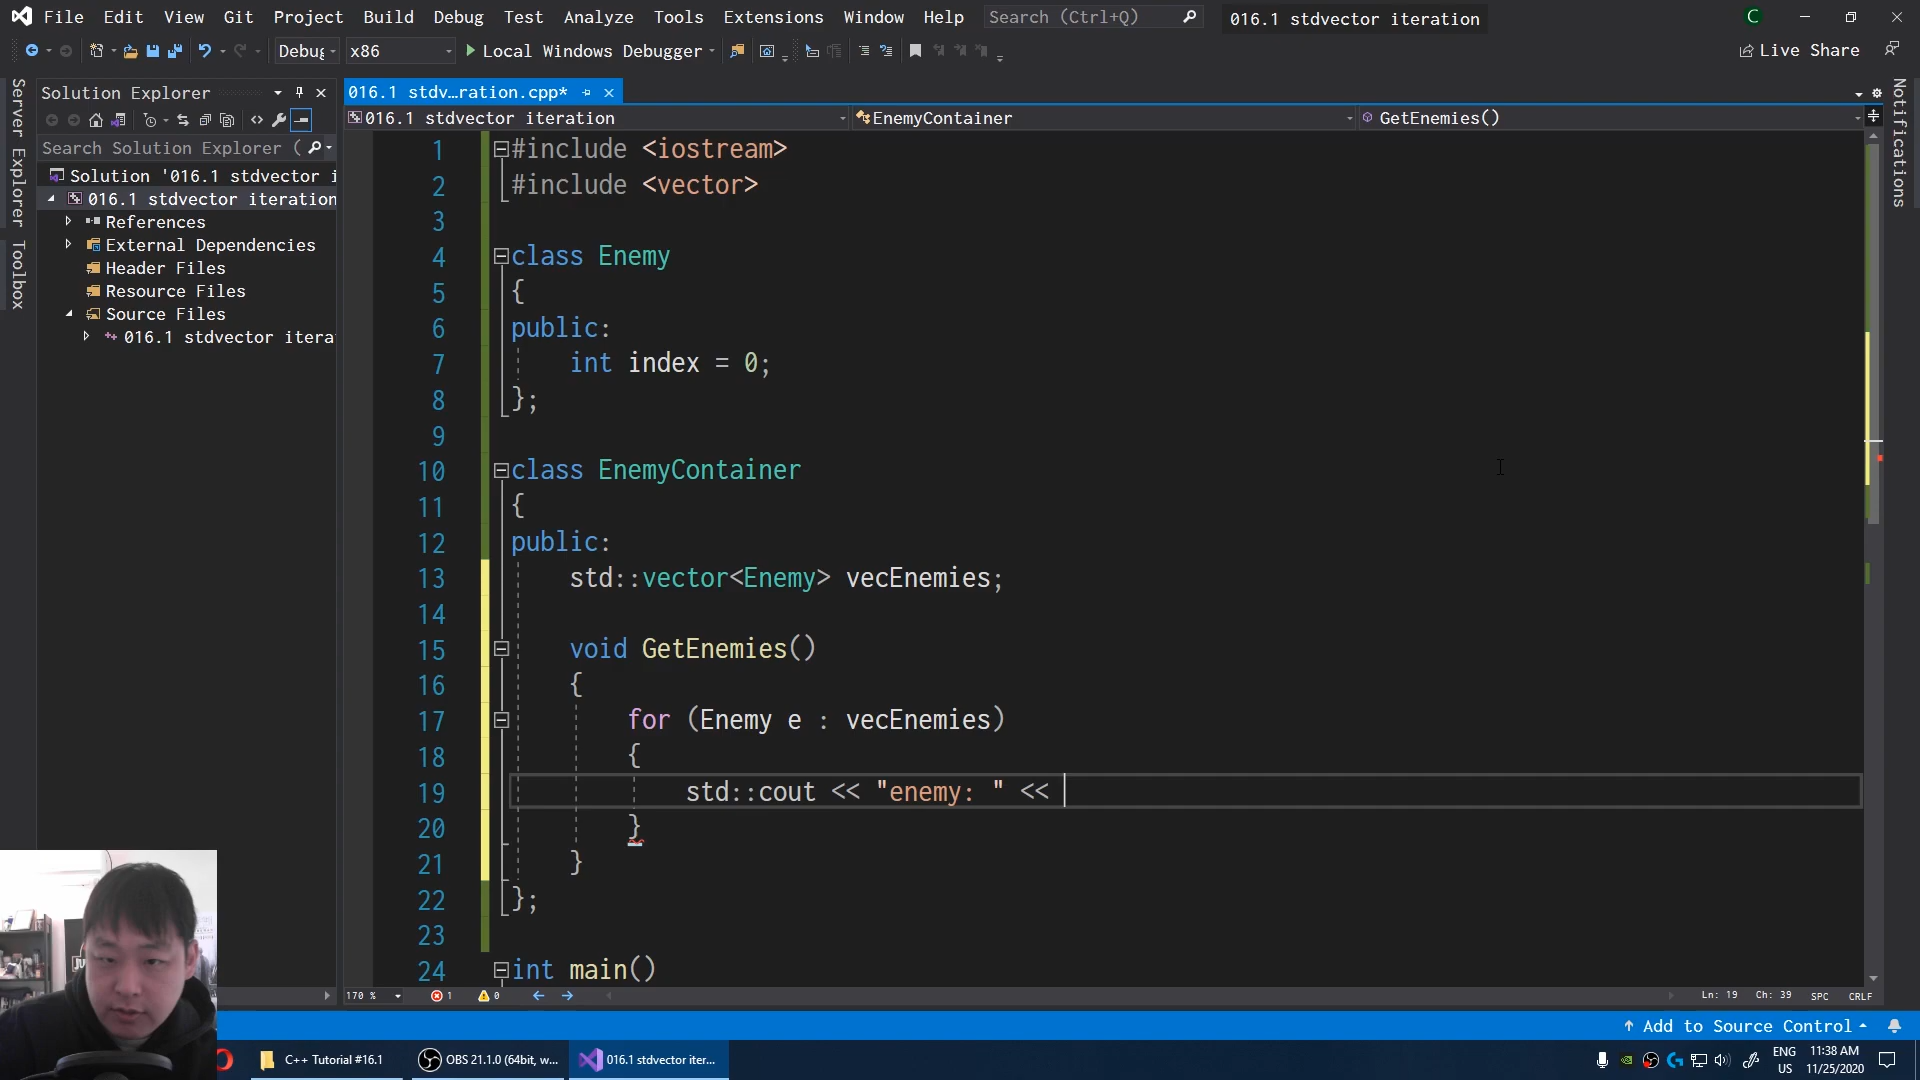 File Edit View Git Project Build Debug Test Analyze Tools Extensions Window Help Search (Ctrl+Q) 016.1 stdvector iteration C
Debug x86 Local Windows Debugger Live Share
Server Explorer
Toolbox
Solution Explorer
Search Solution Explorer (
Solution '016.1 stdvector i
016.1 stdvector iteration
References
External Dependencies
Header Files
Resource Files
Source Files
016.1 stdvector itera
016.1 stdv...ration.cpp*
016.1 stdvector iteration EnemyContainer GetEnemies()
1 #include <iostream>
2 #include <vector>
3
4 class Enemy
5 {
6 public:
7 int index = 0;
8 };
9
10 class EnemyContainer
11 {
12 public:
13 std::vector<Enemy> vecEnemies;
14
15 void GetEnemies()
16 {
17 for (Enemy e : vecEnemies)
18 {
19 std::cout << "enemy: " <<
20 }
21 }
22 };
23
24 int main()
Notifications
170 % 1 0 Ln: 19 Ch: 39 SPC CRLF
Add to Source Control
C++ Tutorial #16.1 OBS 21.1.0 (64bit, w... 016.1 stdvector iter...
ENG
US
11:38 AM
11/25/2020